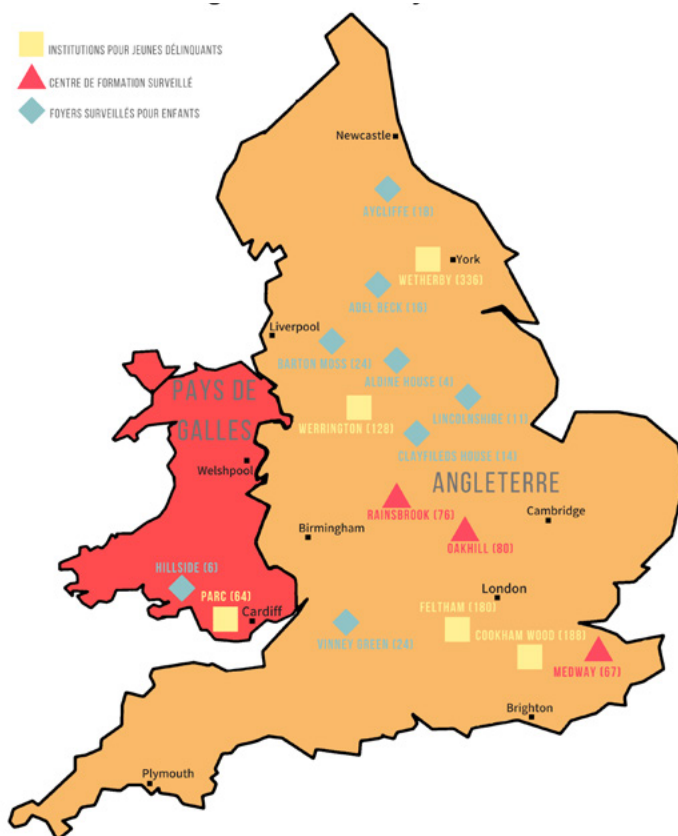 INSTITUTIONS POUR JEUNES DÉLINQUANTS
CENTRE DE FORMATION SURVEILLÉ
FOYERS SURVEILLÉS POUR ENFANTS
Newcastle
AYCLIFFE (18)
York
WETHERBY (336)
ADEL BECK (16)
Liverpool
BARTON MOSS (24)
ALDINE HOUSE (4)
PAYS DE
GALLES
LINCOLNSHIRE (11)
WERRINGTON (128)
CLAYFILEDS HOUSE (14)
Welshpool
ANGLETERRE
RAINSBROOK (76)
Cambridge
Birmingham
OAKHILL (80)
HILLSIDE (6)
PARC (64)
London
FELTHAM (180)
Cardiff
COOKHAM WOOD (188)
VINNEY GREEN (24)
MEDWAY (67)
Brighton
Plymouth